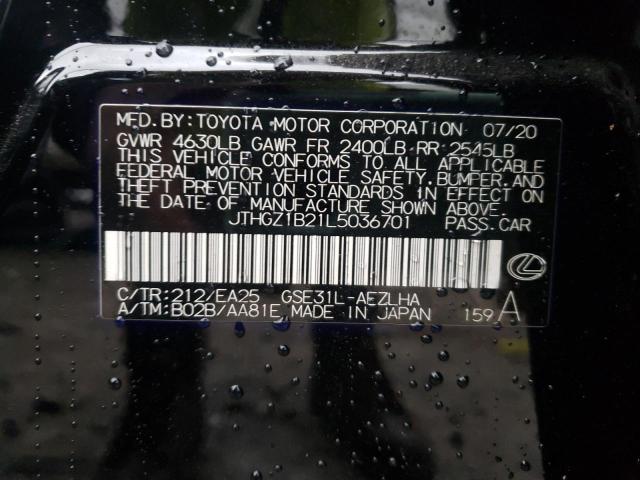 MFD. BY: TOYOTA MOTOR CORPORATION 07/20
GVWR 4630LB GAWR FR 2400LB RR 2545LB
THIS VEHICLE CONFORMS TO ALL APPLICABLE
FEDERAL MOTOR VEHICLE SAFETY, BUMPER, AND
THEFT PREVENTION STANDARDS IN EFFECT ON
THE DATE OF MANUFACTURE SHOWN ABOVE.
JTHGZ1B21L5036701 PASS. CAR
C/TR: 212/EA25 GSE31L-AEZLHA
A/TM: B02B/AA81E MADE IN JAPAN 159 A